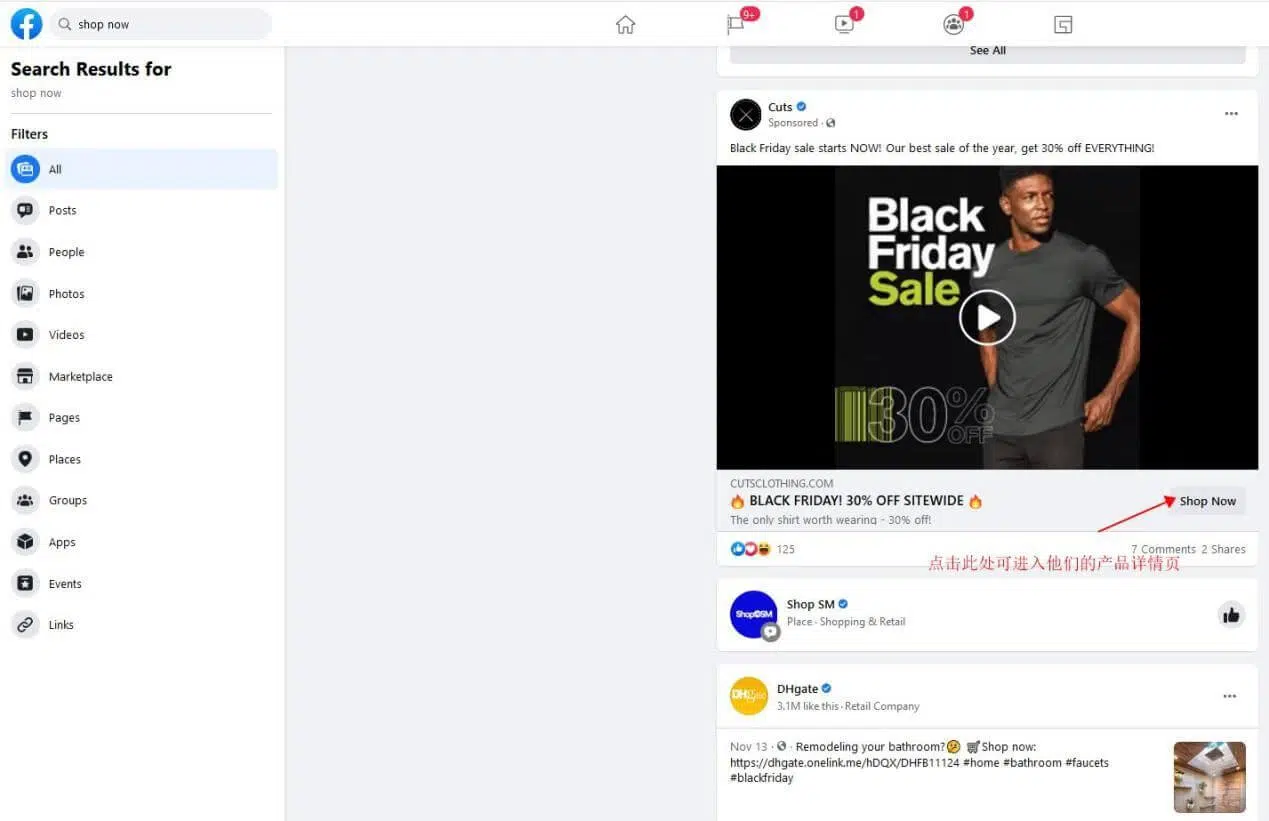 shop now
9+
1
1
Search Results for
shop now
Filters
All
Posts
People
Photos
Videos
Marketplace
Pages
Places
Groups
Apps
Events
Links
See All
Cuts
Sponsored ·
Black Friday sale starts NOW! Our best sale of the year, get 30% off EVERYTHING!
Black
Friday
Sale
30%
OFF
CUTSCLOTHING.COM
🔥 BLACK FRIDAY! 30% OFF SITEWIDE 🔥
The only shirt worth wearing - 30% off!
Shop Now
125
7 Comments 2 Shares
点击此处可进入他们的产品详情页
Shop SM
Shop SM
Place · Shopping & Retail
DHgate
DHgate
3.1M like this · Retail Company
Nov 13 · · Remodeling your bathroom?🤔 🛒Shop now:
https://dhgate.onelink.me/hDQX/DHFB11124 #home #bathroom #faucets
#blackfriday